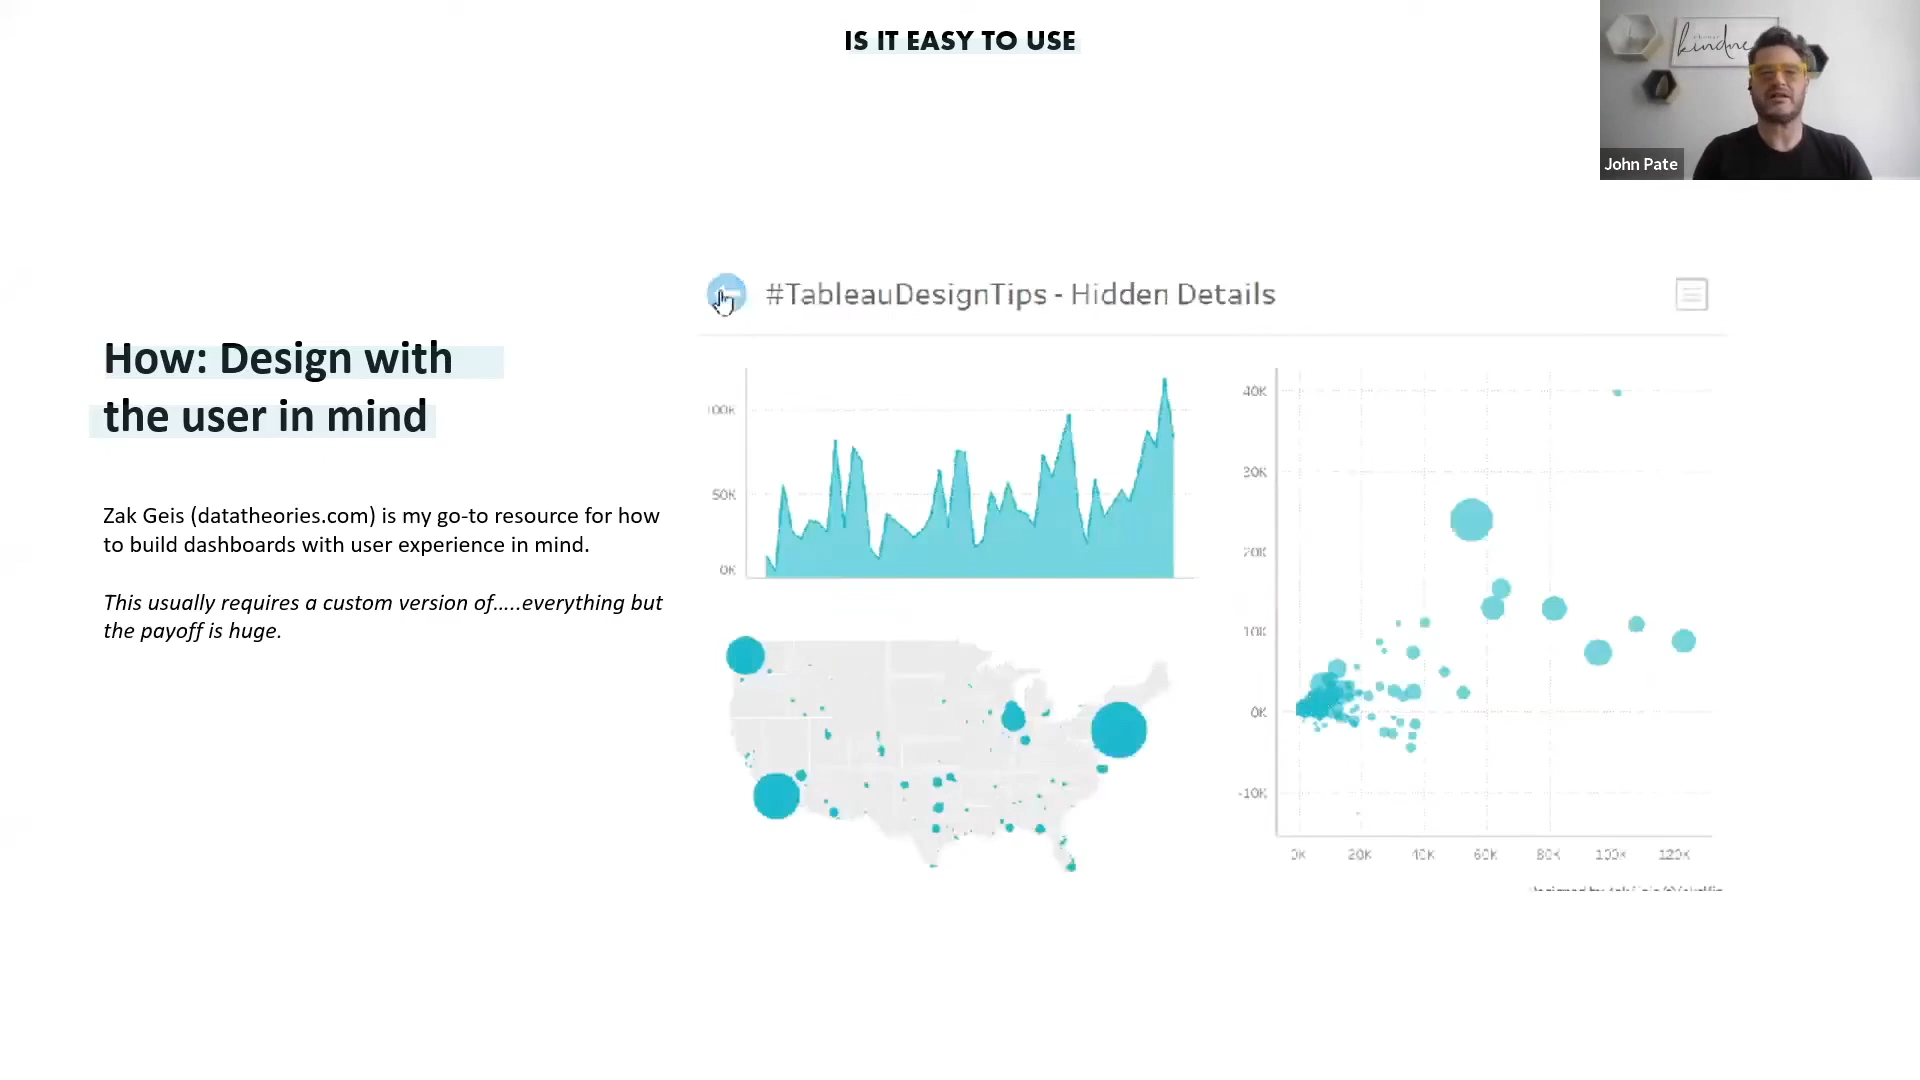 IS IT EASY TO USE
John Pate
#TableauDesignTips - Hidden Details
How: Design with
the user in mind
Zak Geis (datatheories.com) is my go-to resource for how
to build dashboards with user experience in mind.
This usually requires a custom version of…..everything but
the payoff is huge.
100K
50K
0K
40K
30K
20K
10K
0K
-10K
0K
20K
40K
60K
80K
100K
120K